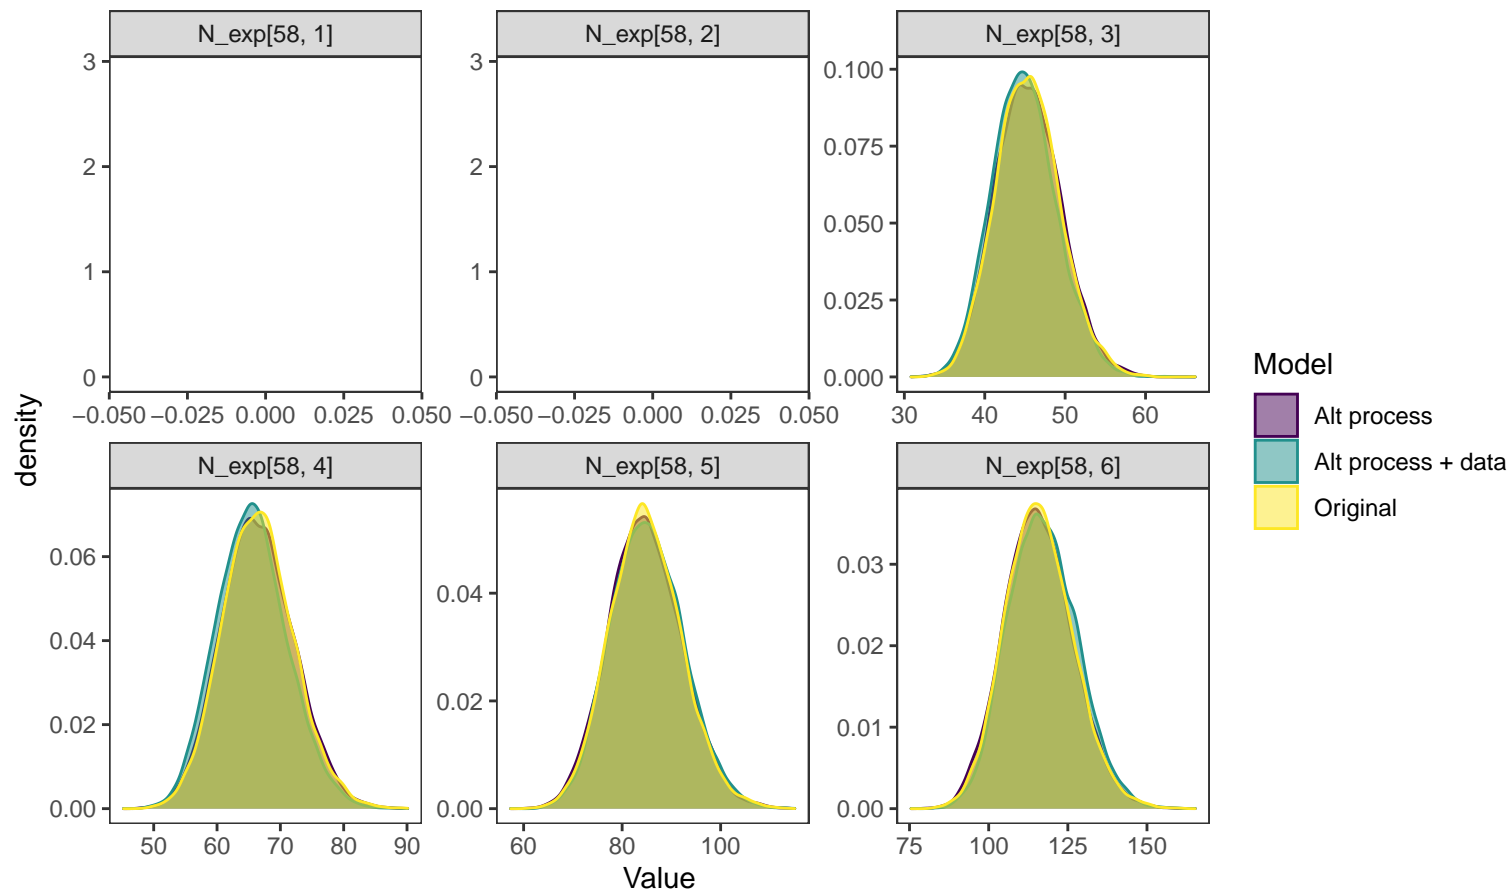 N_exp[58, 1]
N_exp[58, 2]
N_exp[58, 3]
3
2
1
0
3
2
1
0
0.100
0.075
0.050
0.025
0.000
−0.050 −0.025 0.000 0.025 0.050
−0.050 −0.025 0.000 0.025 0.050
30 40 50 60
density
N_exp[58, 4]
N_exp[58, 5]
N_exp[58, 6]
0.06
0.04
0.02
0.00
0.04
0.02
0.00
0.03
0.02
0.01
0.00
50 60 70 80 90
60 80 100
75 100 125 150
Value
Model
Alt process
Alt process + data
Original